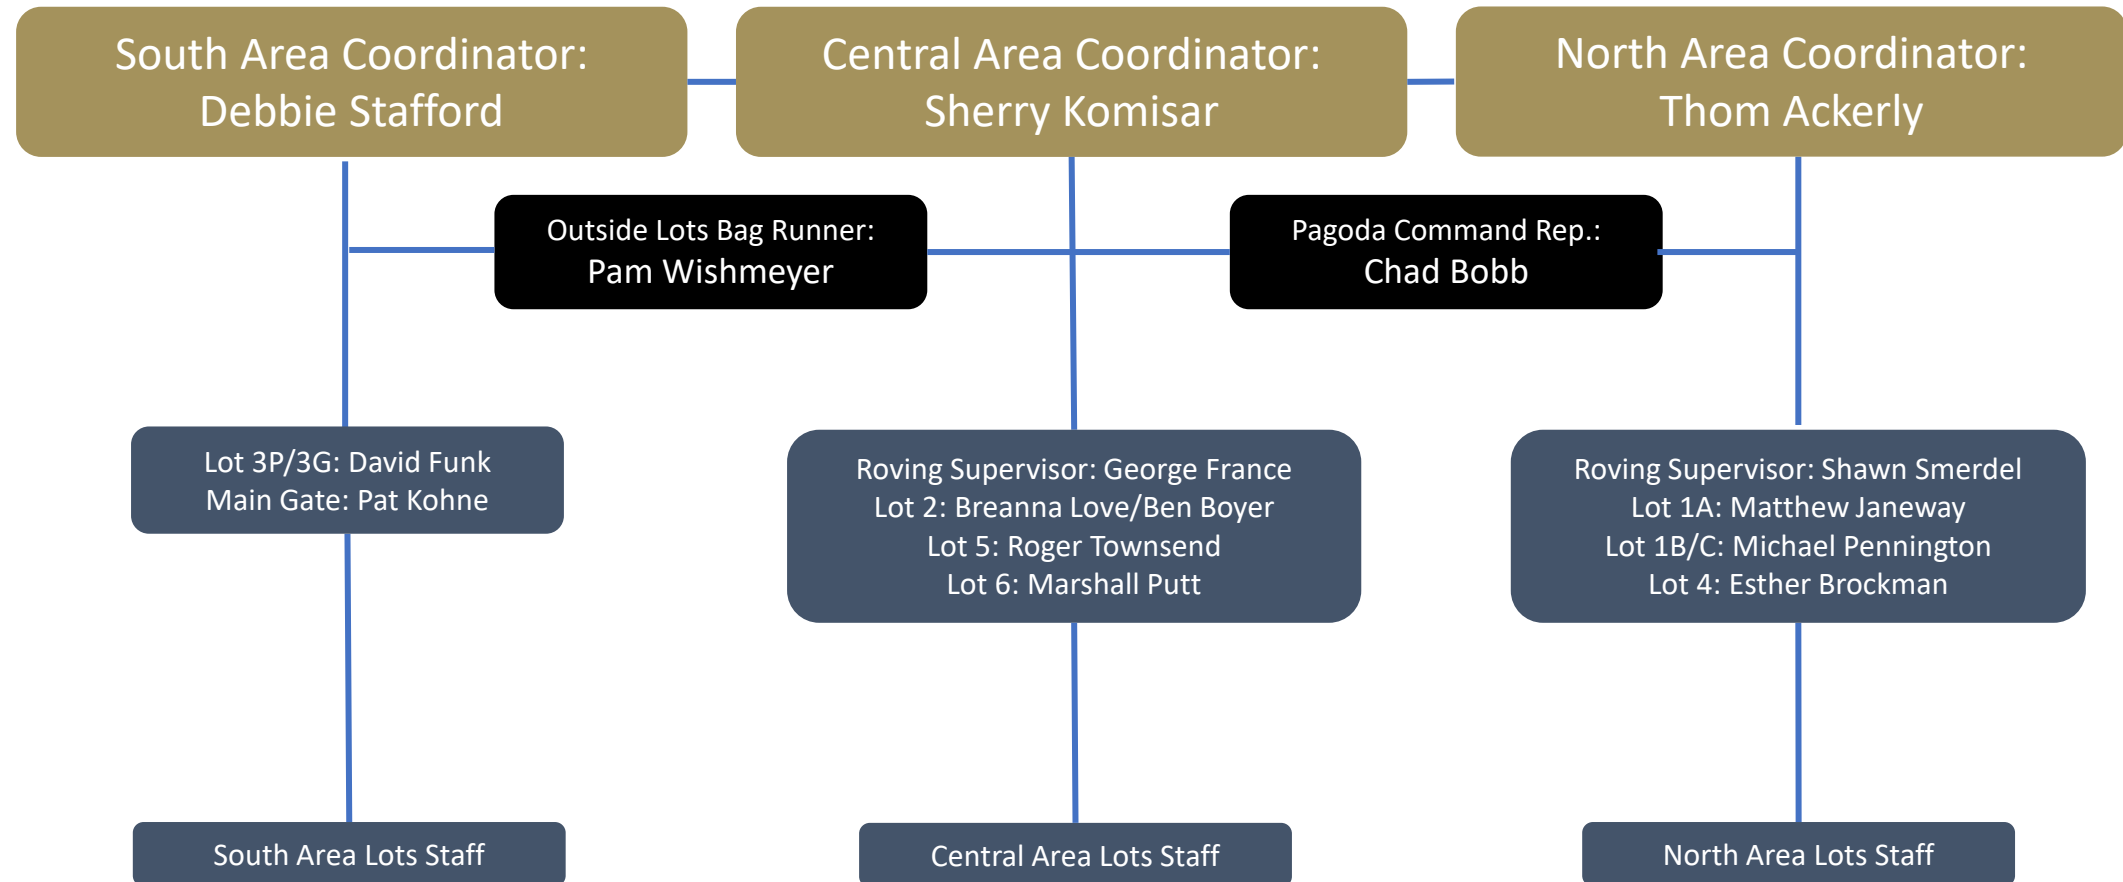 South Area Coordinator:
Debbie Stafford
Central Area Coordinator:
Sherry Komisar
North Area Coordinator:
Thom Ackerly
Outside Lots Bag Runner:
Pam Wishmeyer
Pagoda Command Rep.:
Chad Bobb
Lot 3P/3G: David Funk
Main Gate: Pat Kohne
Roving Supervisor: George France
Lot 2: Breanna Love/Ben Boyer
Lot 5: Roger Townsend
Lot 6: Marshall Putt
Roving Supervisor: Shawn Smerdel
Lot 1A: Matthew Janeway
Lot 1B/C: Michael Pennington
Lot 4: Esther Brockman
South Area Lots Staff
Central Area Lots Staff
North Area Lots Staff